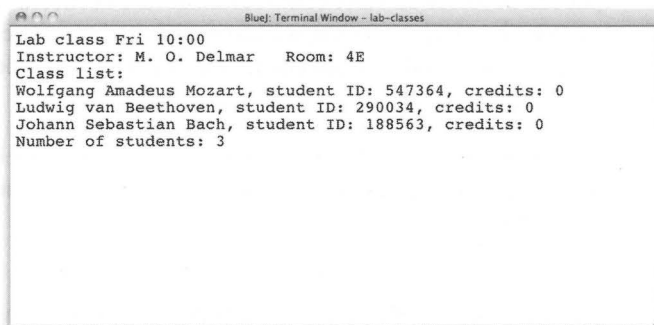 BlueJ: Terminal Window - lab-classes
Lab class Fri 10:00
Instructor: M. O. Delmar   Room: 4E
Class list:
Wolfgang Amadeus Mozart, student ID: 547364, credits: 0
Ludwig van Beethoven, student ID: 290034, credits: 0
Johann Sebastian Bach, student ID: 188563, credits: 0
Number of students: 3